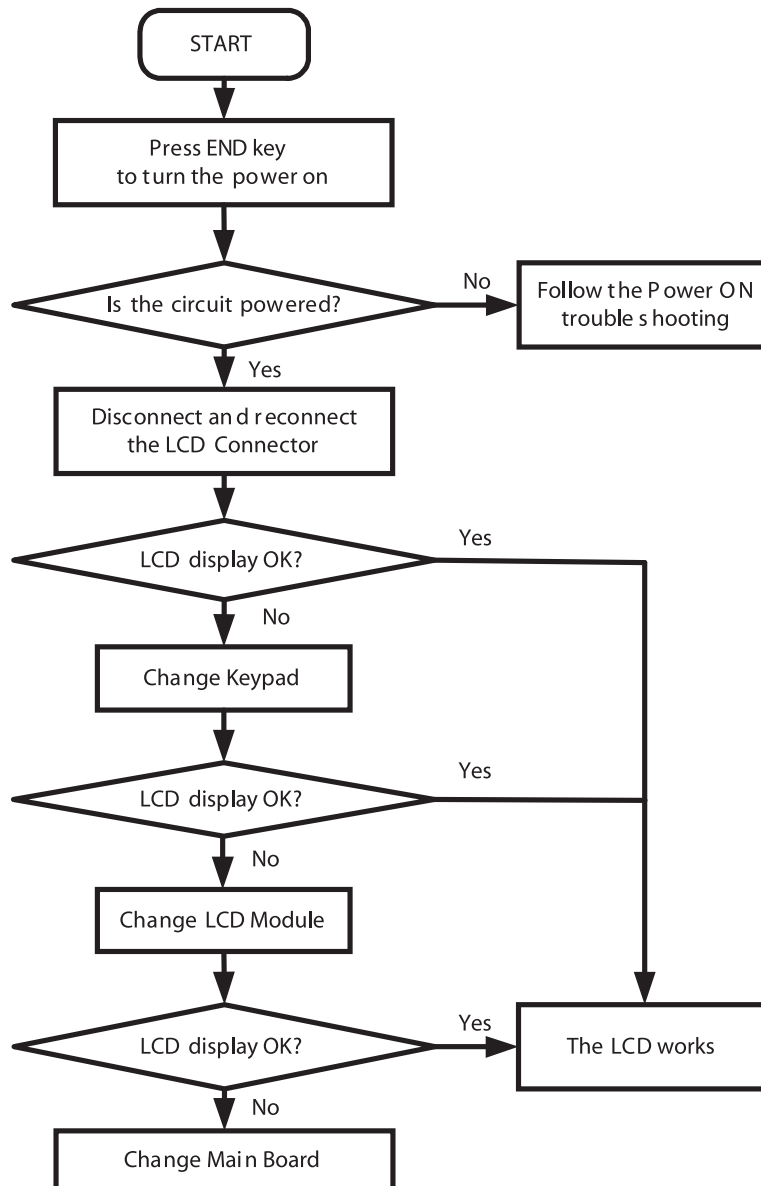 START
Press END key
to turn the power on
Is the circuit powered?
No
Follow the Power ON
trouble shooting
Yes
Disconnect and reconnect
the LCD Connector
LCD display OK?
Yes
No
Change Keypad
LCD display OK?
Yes
No
Change LCD Module
LCD display OK?
Yes
The LCD works
No
Change Main Board